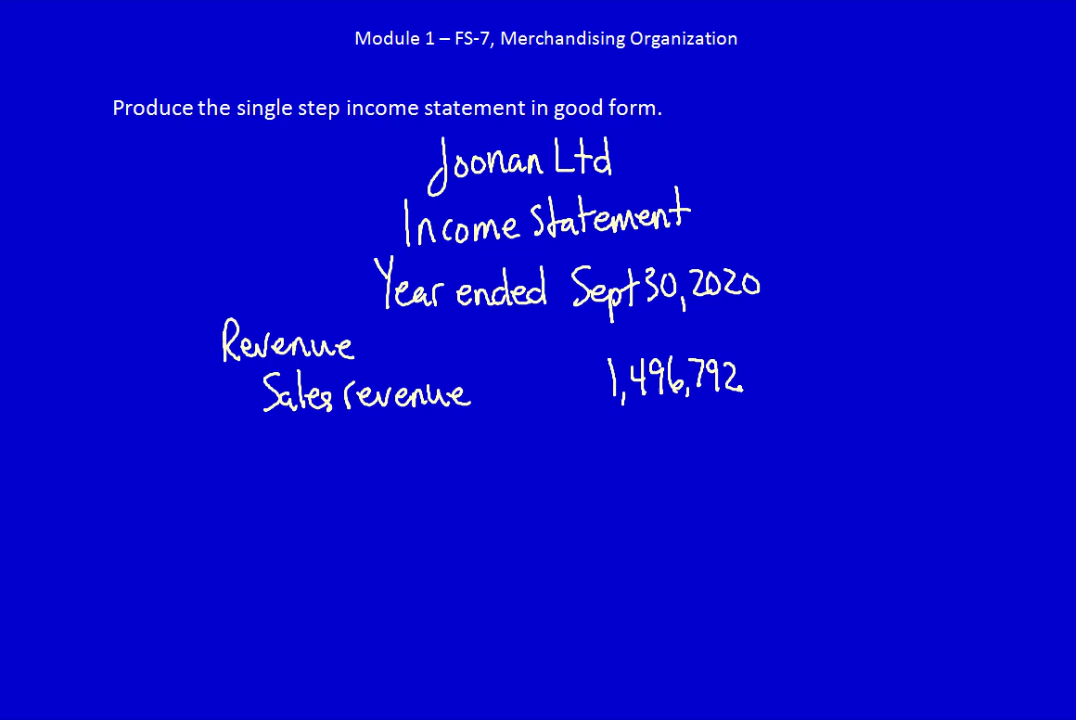 Module 1 – FS-7, Merchandising Organization
Produce the single step income statement in good form.
Joonan Ltd
Income Statement
Year ended Sept 30, 2020
Revenue
Sales revenue 1,496,792